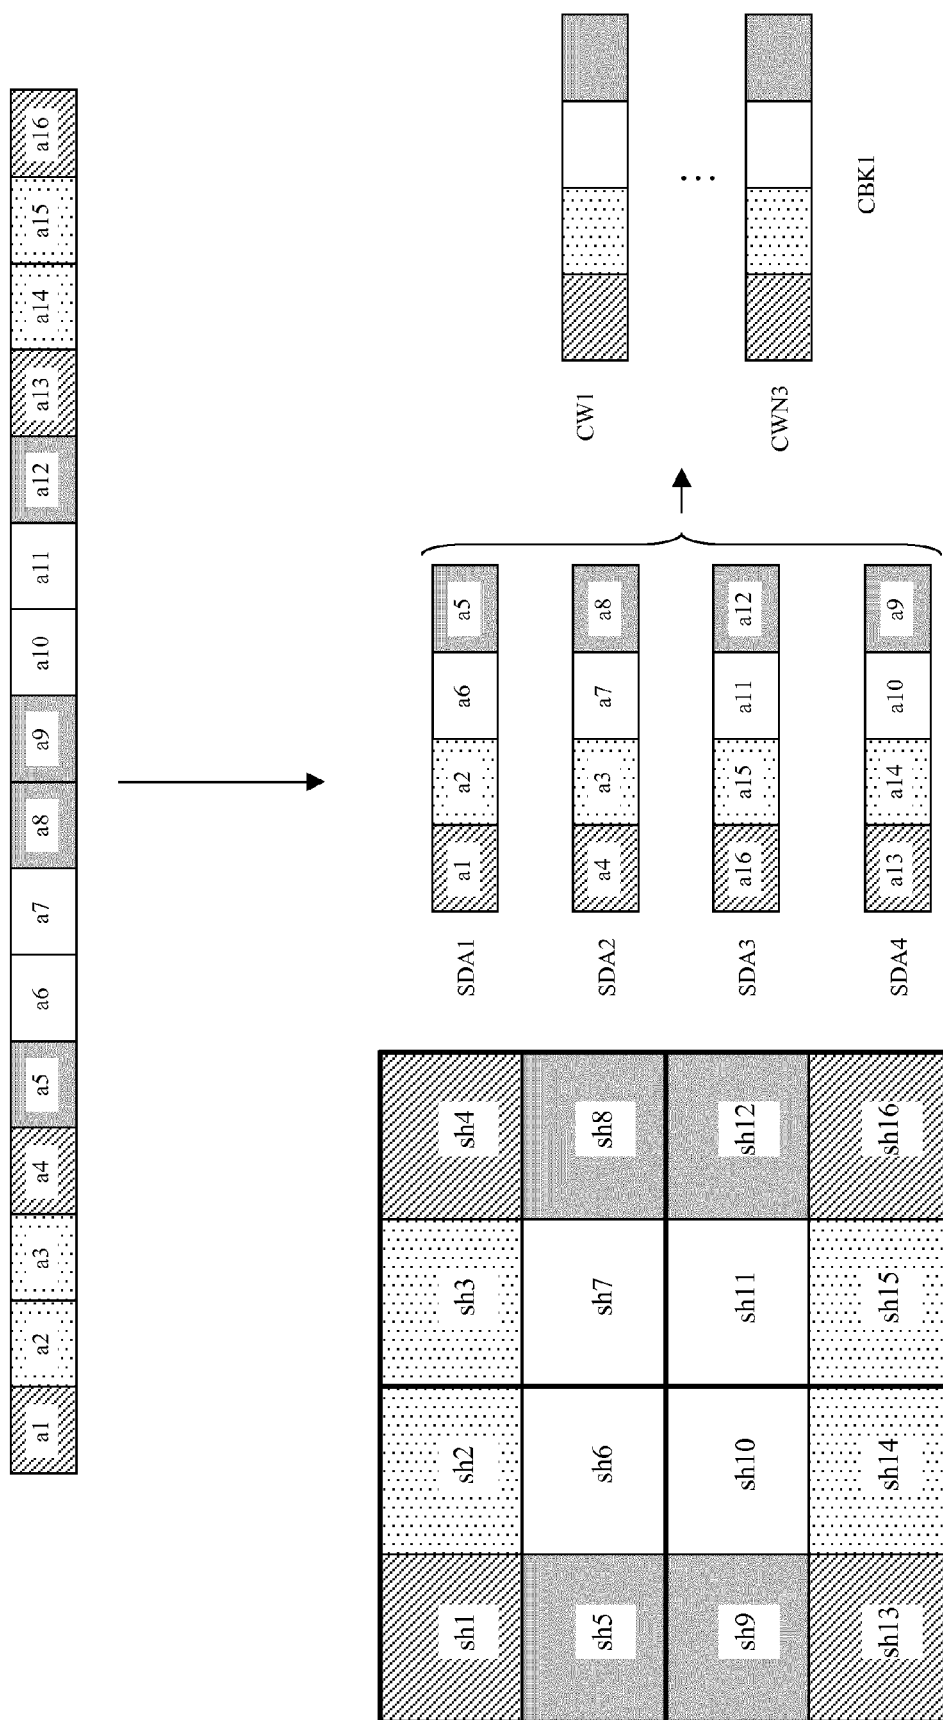 a1 a2 a3 a4 a5 a6 a7 a8 a9 a10 a11 a12 a13 a14 a15 a16
sh1 sh2 sh3 sh4
sh5 sh6 sh7 sh8
sh9 sh10 sh11 sh12
sh13 sh14 sh15 sh16
SDA1 a1 a2 a6 a5
SDA2 a4 a3 a7 a8
SDA3 a16 a15 a11 a12
SDA4 a13 a14 a10 a9
CW1
...
CWN3
CBK1